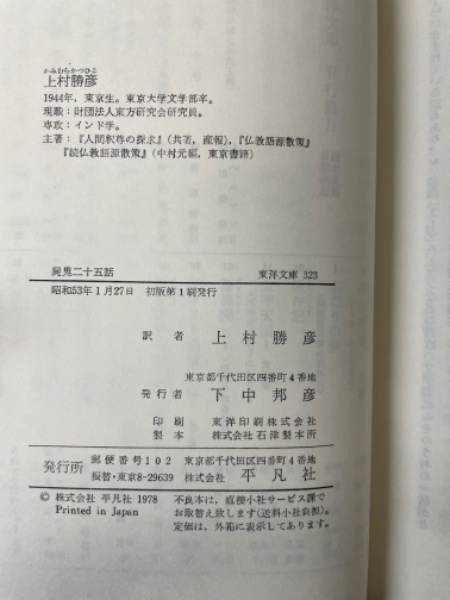 かみむらかつひこ
上村勝彦
1944年，東京生。東京大学文学部卒。
現職：財団法人東方研究会研究員。
専攻：インド学。
主著：『人間釈尊の探求』（共著，産報），『仏教語源散策』
『続仏教語源散策』（中村元編，東京書籍）
屍鬼二十五話　東洋文庫 323
昭和53年1月27日　初版第1刷発行
訳者　上村勝彦
東京都千代田区四番町4番地
発行者　下中邦彦
印刷　東洋印刷株式会社
製本　株式会社石津製本所
発行所　郵便番号102　東京都千代田区四番町4番地
振替・東京8-29639　株式会社 平凡社
© 株式会社 平凡社 1978　不良本は，直接小社サービス課で
Printed in Japan　お取替え致します（送料小社負担）。
定価は，外箱に表示してあります。